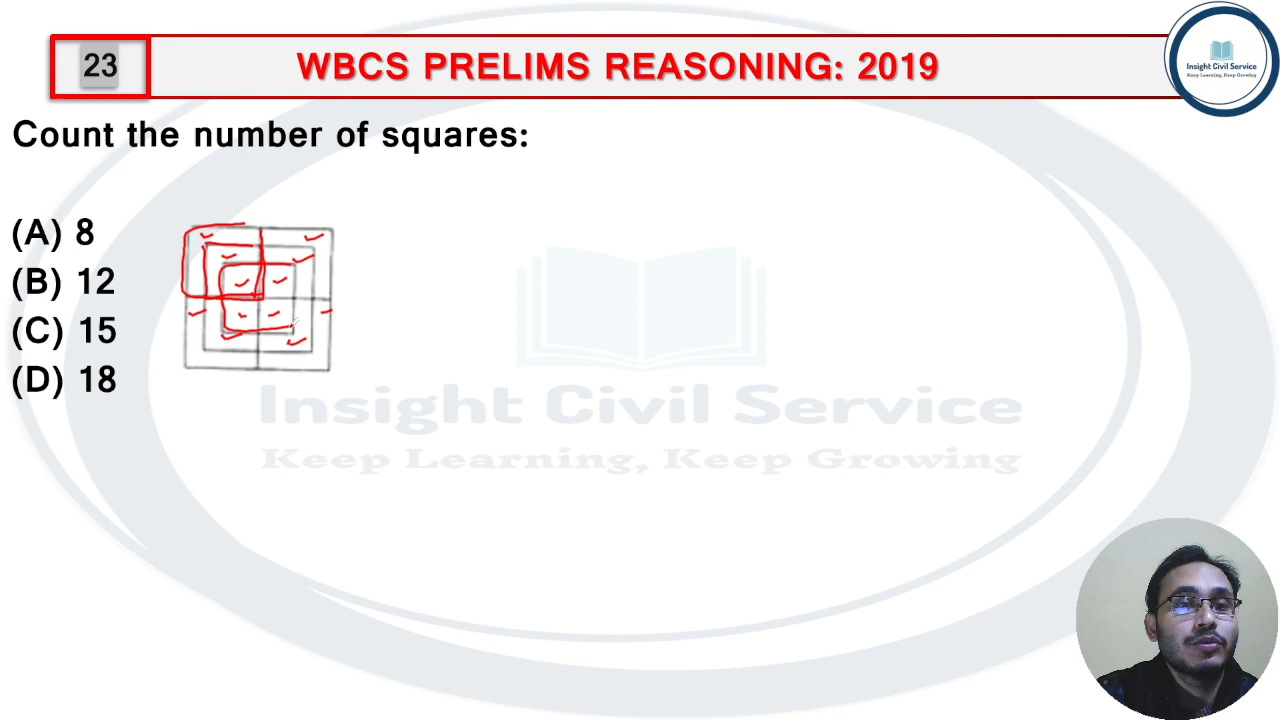 23
WBCS PRELIMS REASONING: 2019
Insight Civil Service
Keep Learning, Keep Growing
Count the number of squares:
(A) 8
(B) 12
(C) 15
(D) 18
Insight Civil Service
Keep Learning, Keep Growing